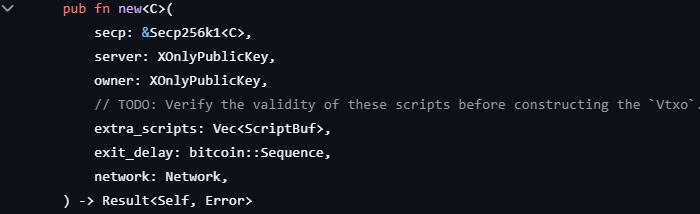 pub fn new<C>(
secp: &Secp256k1<C>,
server: XOnlyPublicKey,
owner: XOnlyPublicKey,
// TODO: Verify the validity of these scripts before constructing the `Vtxo`.
extra_scripts: Vec<ScriptBuf>,
exit_delay: bitcoin::Sequence,
network: Network,
) -> Result<Self, Error>